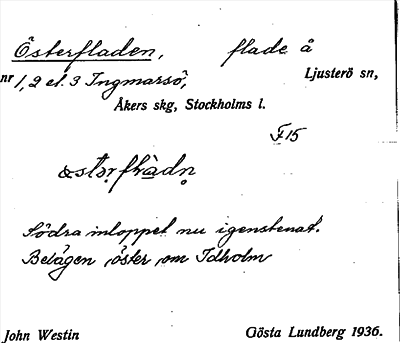 Österfladen, flade å
nr 1, 2 el. 3 Ingmarsö, Ljusterö sn,
Åkers skg, Stockholms l.
F15
Södra inloppet nu igenstenat.
Belägen öster om Idholm
John Westin Gösta Lundberg 1936.